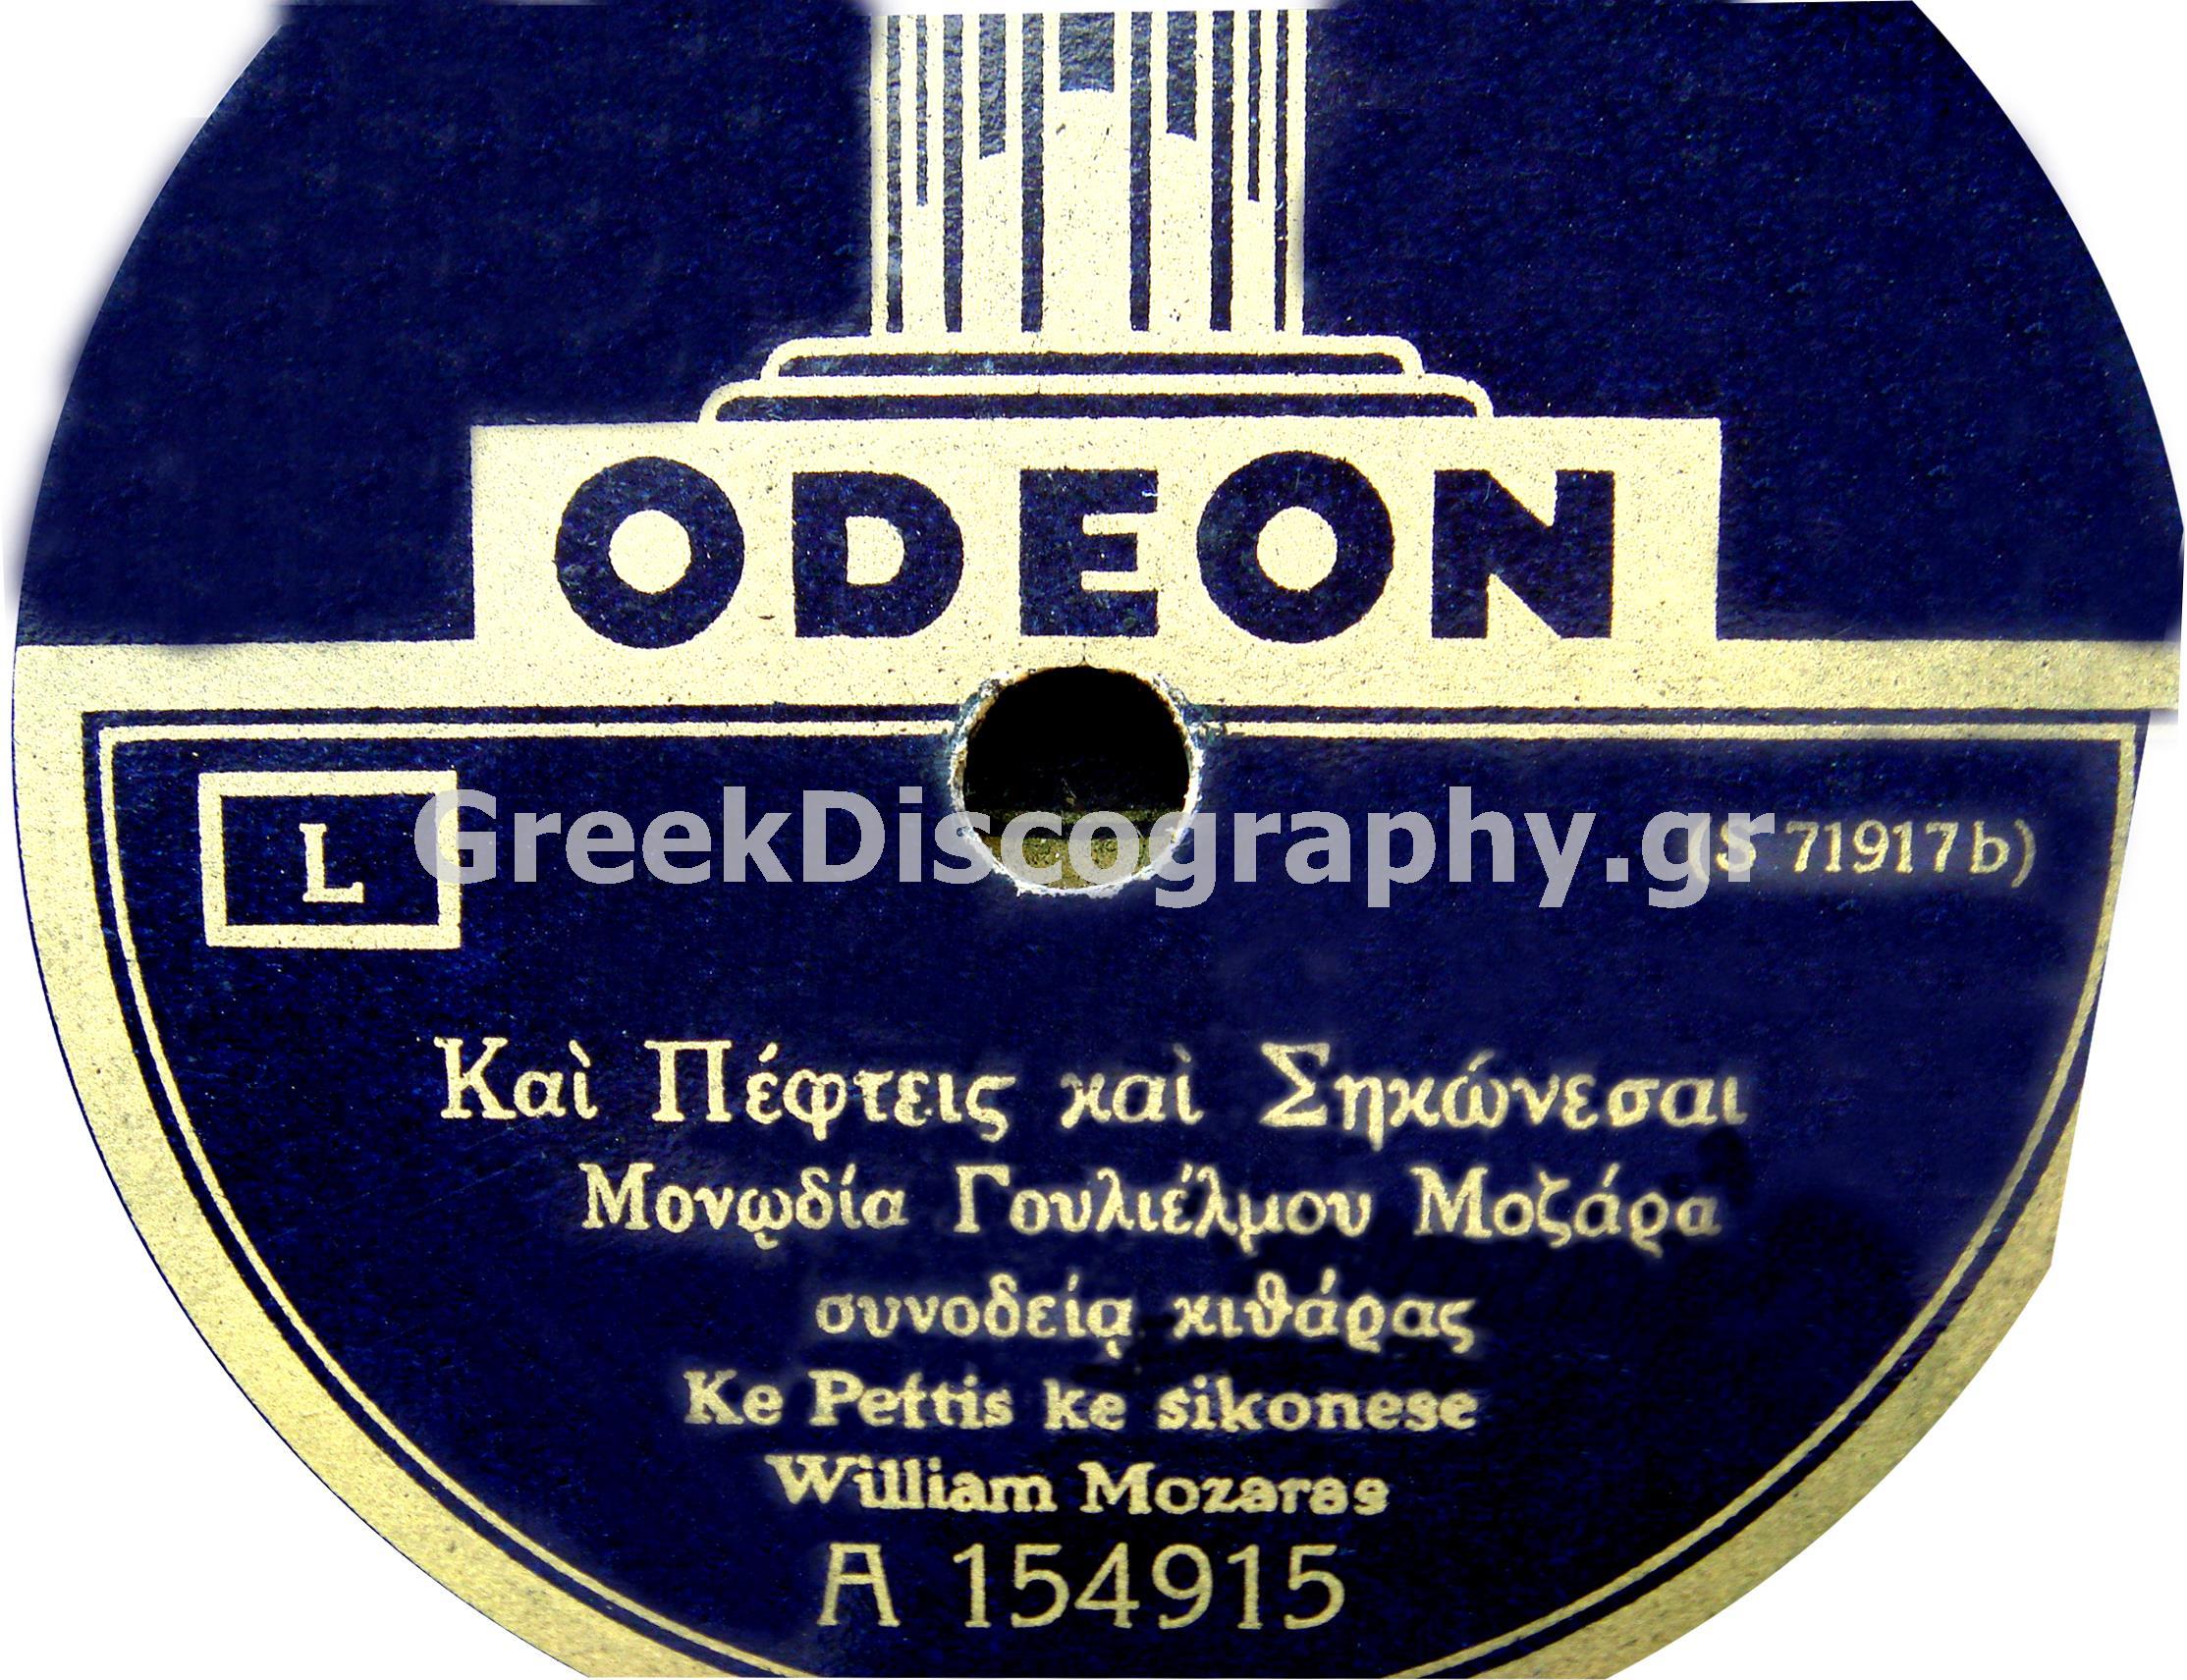 ODEON
L
GreekDiscography.gr
(S 71917b)
Καὶ Πέφτεις καὶ Σηκώνεσαι
Μονῳδία Γουλιέλμου Μοζάρα
συνοδείᾳ κιθάρας
Ke Peftis ke sikonese
William Mozaras
A 154915